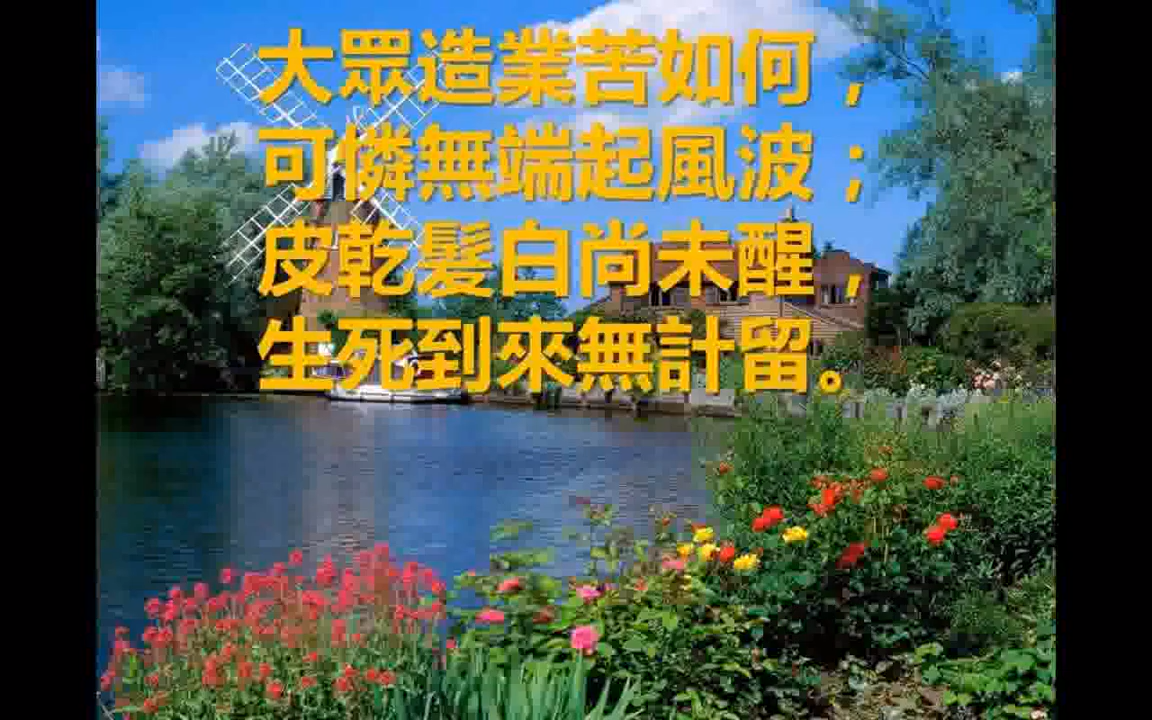 大眾造業苦如何，
可憐無端起風波；
皮乾髮白尚未醒，
生死到來無計留。